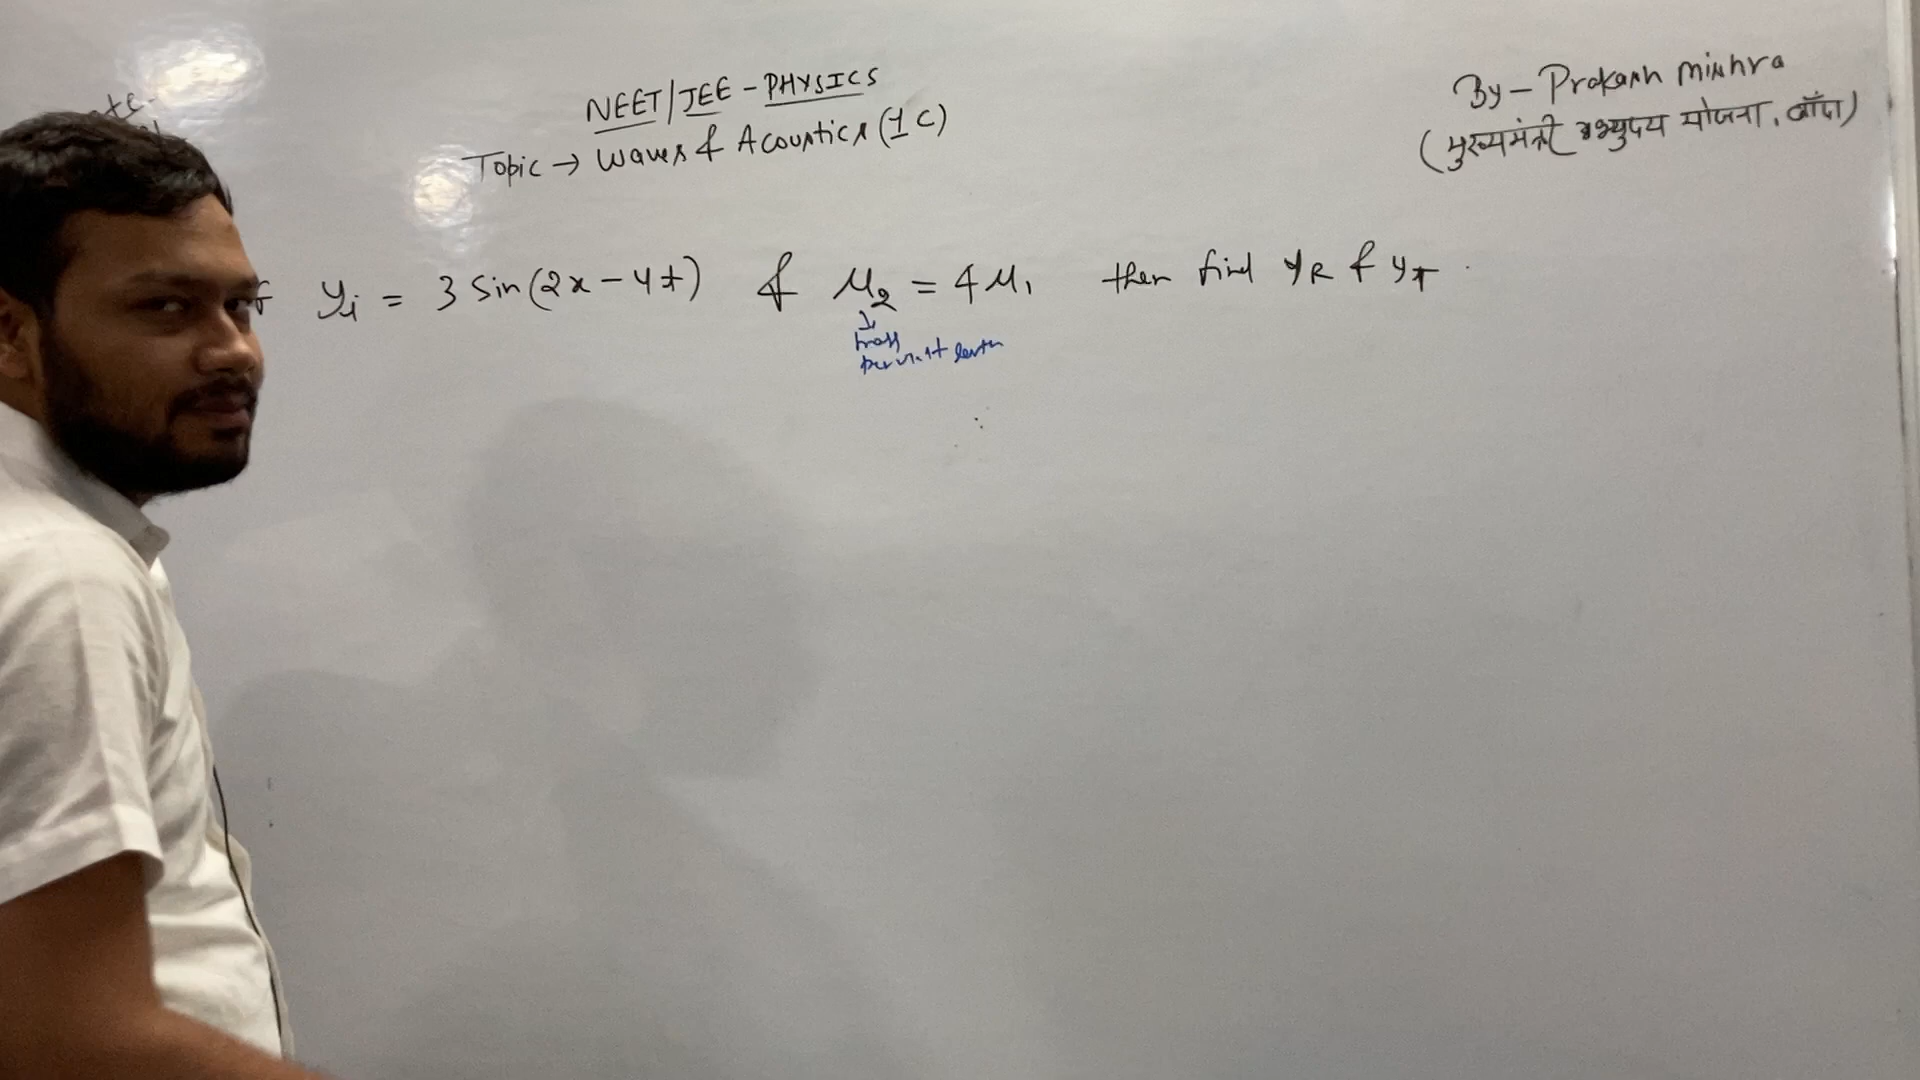 NEET/JEE - PHYSICS
Topic → Waves & Acoustics (1C)
By - Prakash Mishra
(मुख्यमंत्री अभ्युदय योजना, बाँदा)
yi = 3 Sin(2x - 4t) & μ2 = 4μ1 then find yR & yT
↓
mass
per unit length